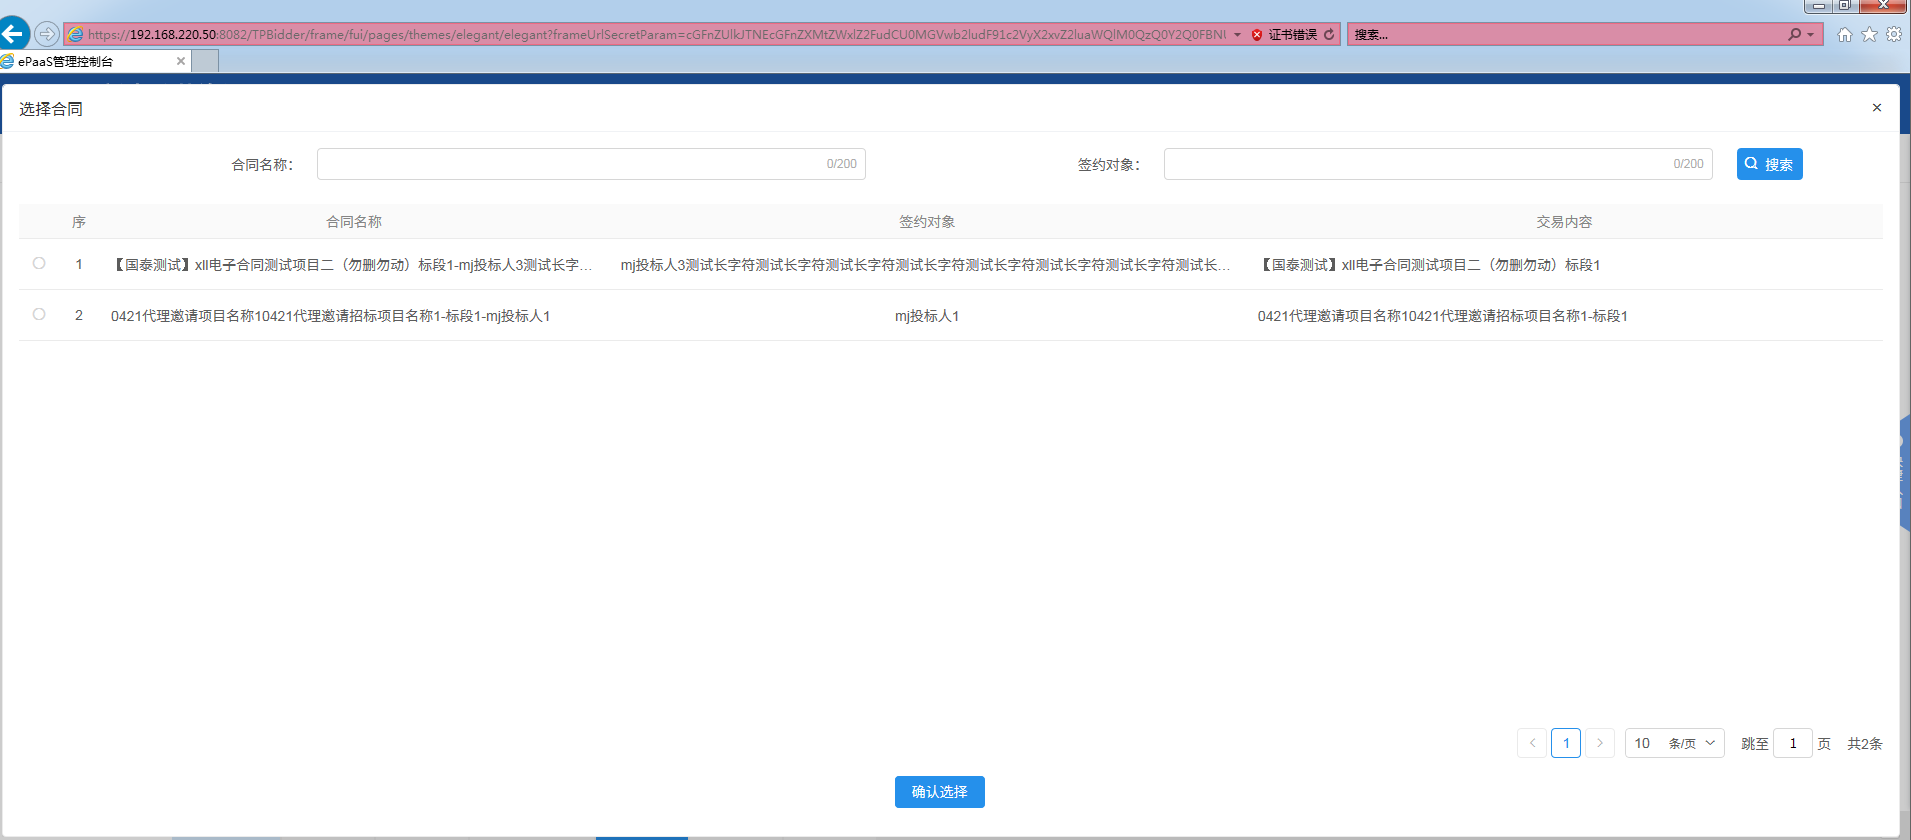 https://192.168.220.50:8082/TPBidder/frame/fui/pages/themes/elegant/elegant?frameUrlSecretParam=cGFnZUlkJTNEcGFnZXMtZWxlZ2FudCU0MGVwb2ludF91c2VyX2xvZ2luaWQlM0QzQ0Y2Q0FBNU 证书错误 搜索...
ePaaS管理控制台
选择合同
合同名称： 0/200 签约对象： 0/200 搜索
序 合同名称 签约对象 交易内容
1 【国泰测试】xll电子合同测试项目二（勿删勿动）标段1-mj投标人3测试长字... mj投标人3测试长字符测试长字符测试长字符测试长字符测试长字符测试长字符测试长字符测试长... 【国泰测试】xll电子合同测试项目二（勿删勿动）标段1
2 0421代理邀请项目名称10421代理邀请招标项目名称1-标段1-mj投标人1 mj投标人1 0421代理邀请项目名称10421代理邀请招标项目名称1-标段1
1 10 条/页 跳至 1 页 共2条
确认选择